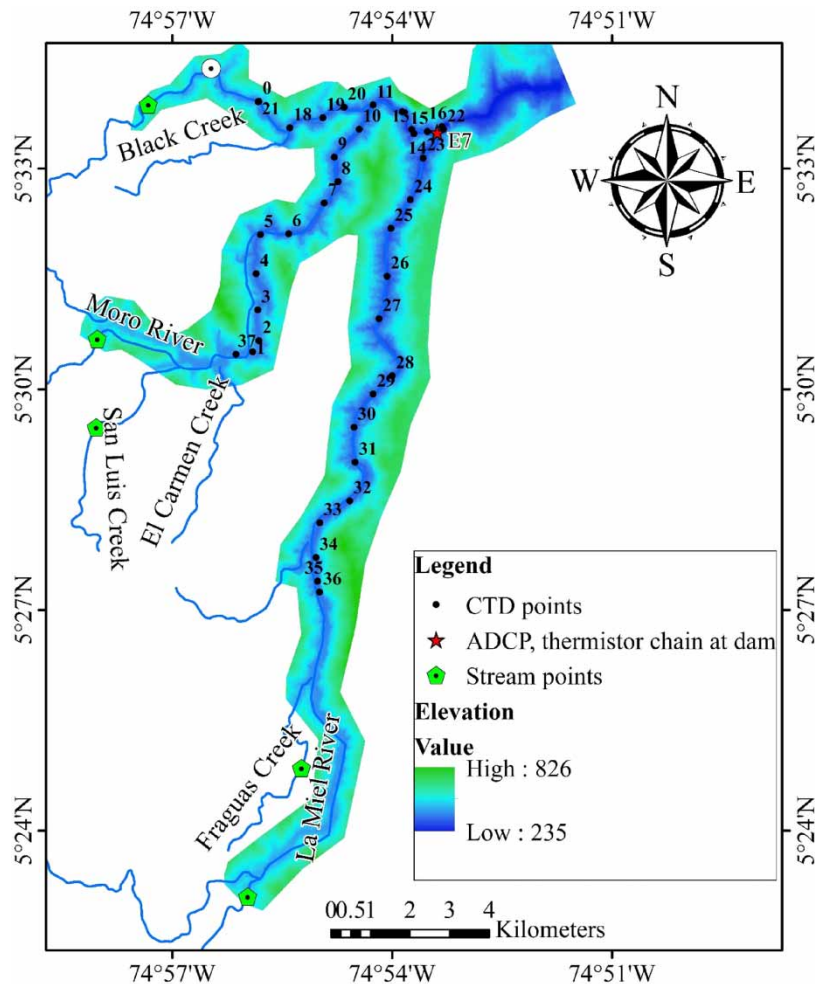 74°57'W 74°54'W 74°51'W
N
W E
S
5°33'N 5°33'N
5°30'N 5°30'N
5°27'N 5°27'N
5°24'N 5°24'N
0
21
18
19
20
11
10
13
15
16
22
23
E7
14
9
8
7
24
25
5
6
4
26
3
27
2
37
1
28
29
30
31
32
33
34
35
36
Black Creek
Moro River
San Luis Creek
El Carmen Creek
Fraguas Creek
La Miel River
Legend
CTD points
ADCP, thermistor chain at dam
Stream points
Elevation
Value
High : 826
Low : 235
00.51 2 3 4
Kilometers
74°57'W 74°54'W 74°51'W